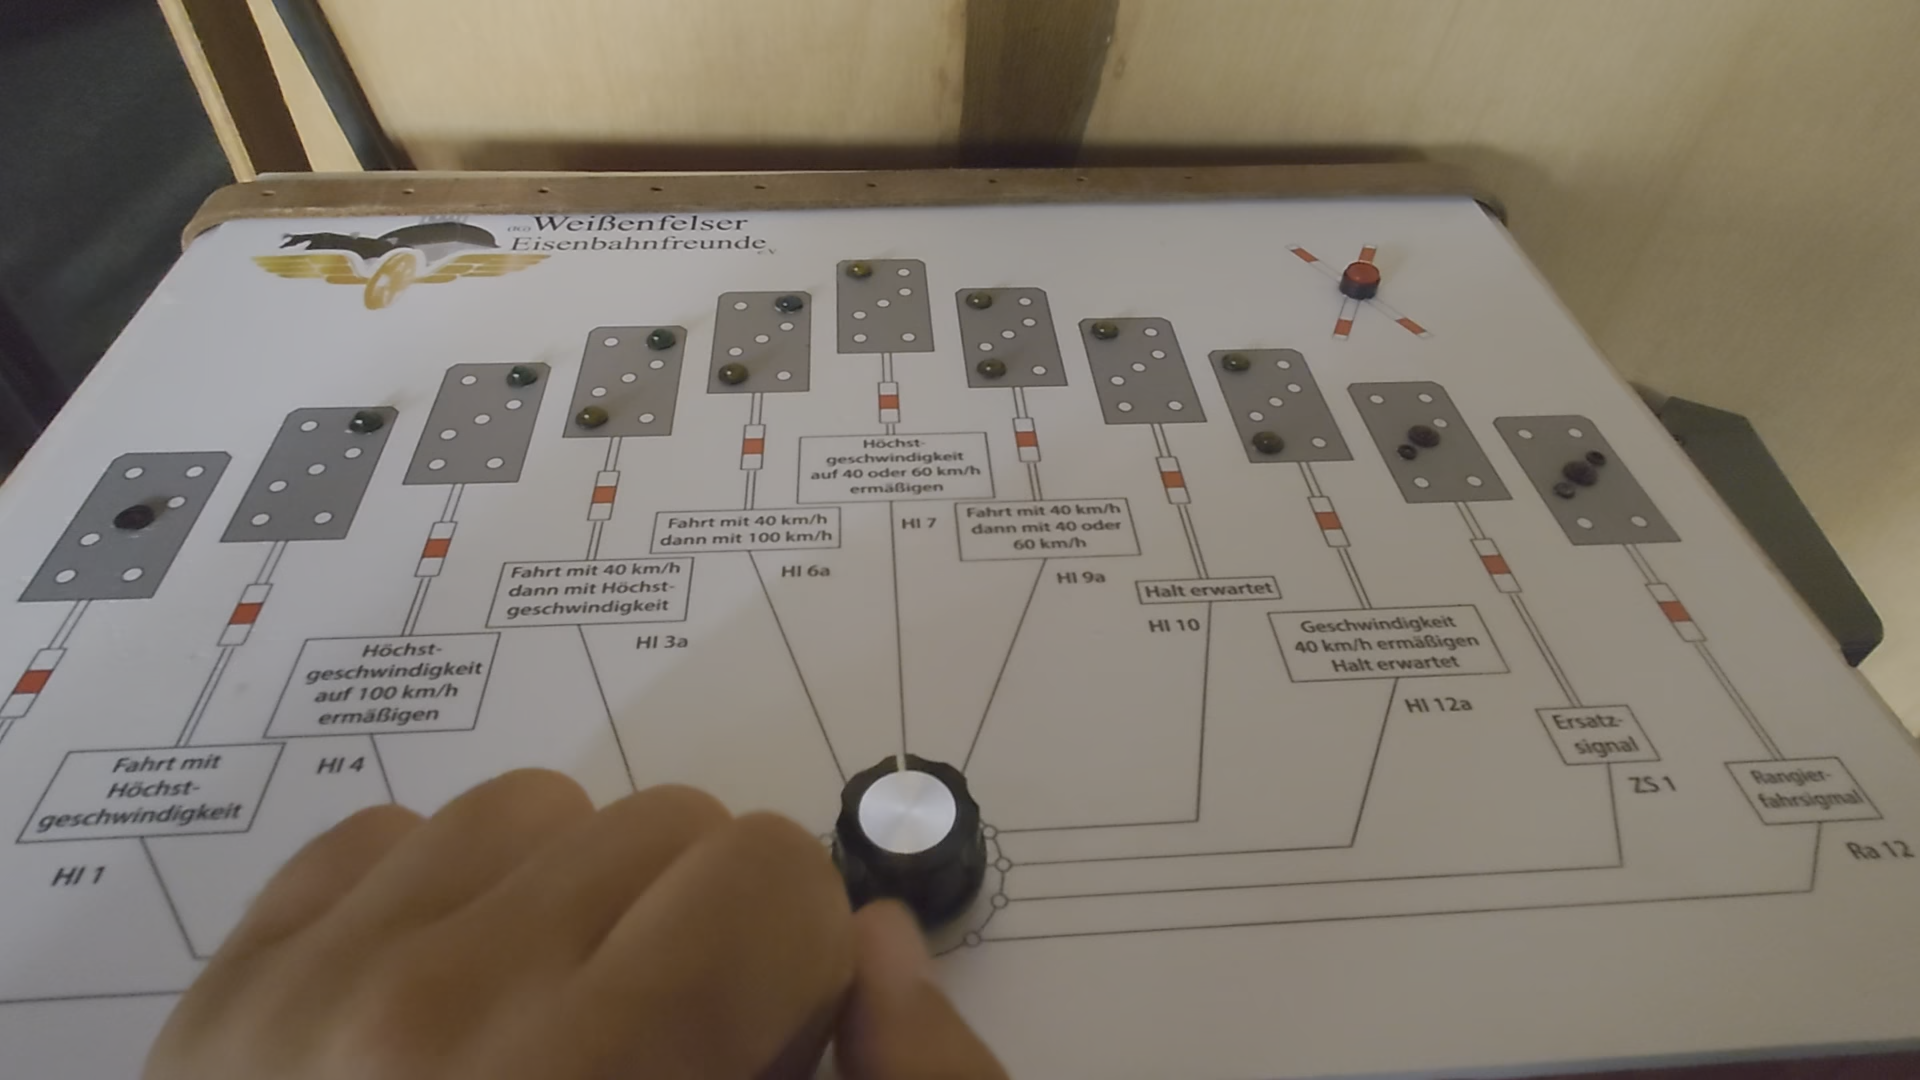 Weißenfelser
Eisenbahnfreunde
e.V.
Höchst-
geschwindigkeit
auf 40 oder 60 km/h
ermäßigen
Hl 7
Fahrt mit 40 km/h
dann mit 100 km/h
Hl 6a
Fahrt mit 40 km/h
dann mit 40 oder
60 km/h
Hl 9a
Fahrt mit 40 km/h
dann mit Höchst-
geschwindigkeit
Hl 3a
Halt erwartet
Hl 10
Höchst-
geschwindigkeit
auf 100 km/h
ermäßigen
Hl 4
Geschwindigkeit
40 km/h ermäßigen
Halt erwartet
Hl 12a
Fahrt mit
Höchst-
geschwindigkeit
Hl 1
Ersatz-
signal
ZS 1
Rangier-
fahrsigmal
Ra 12